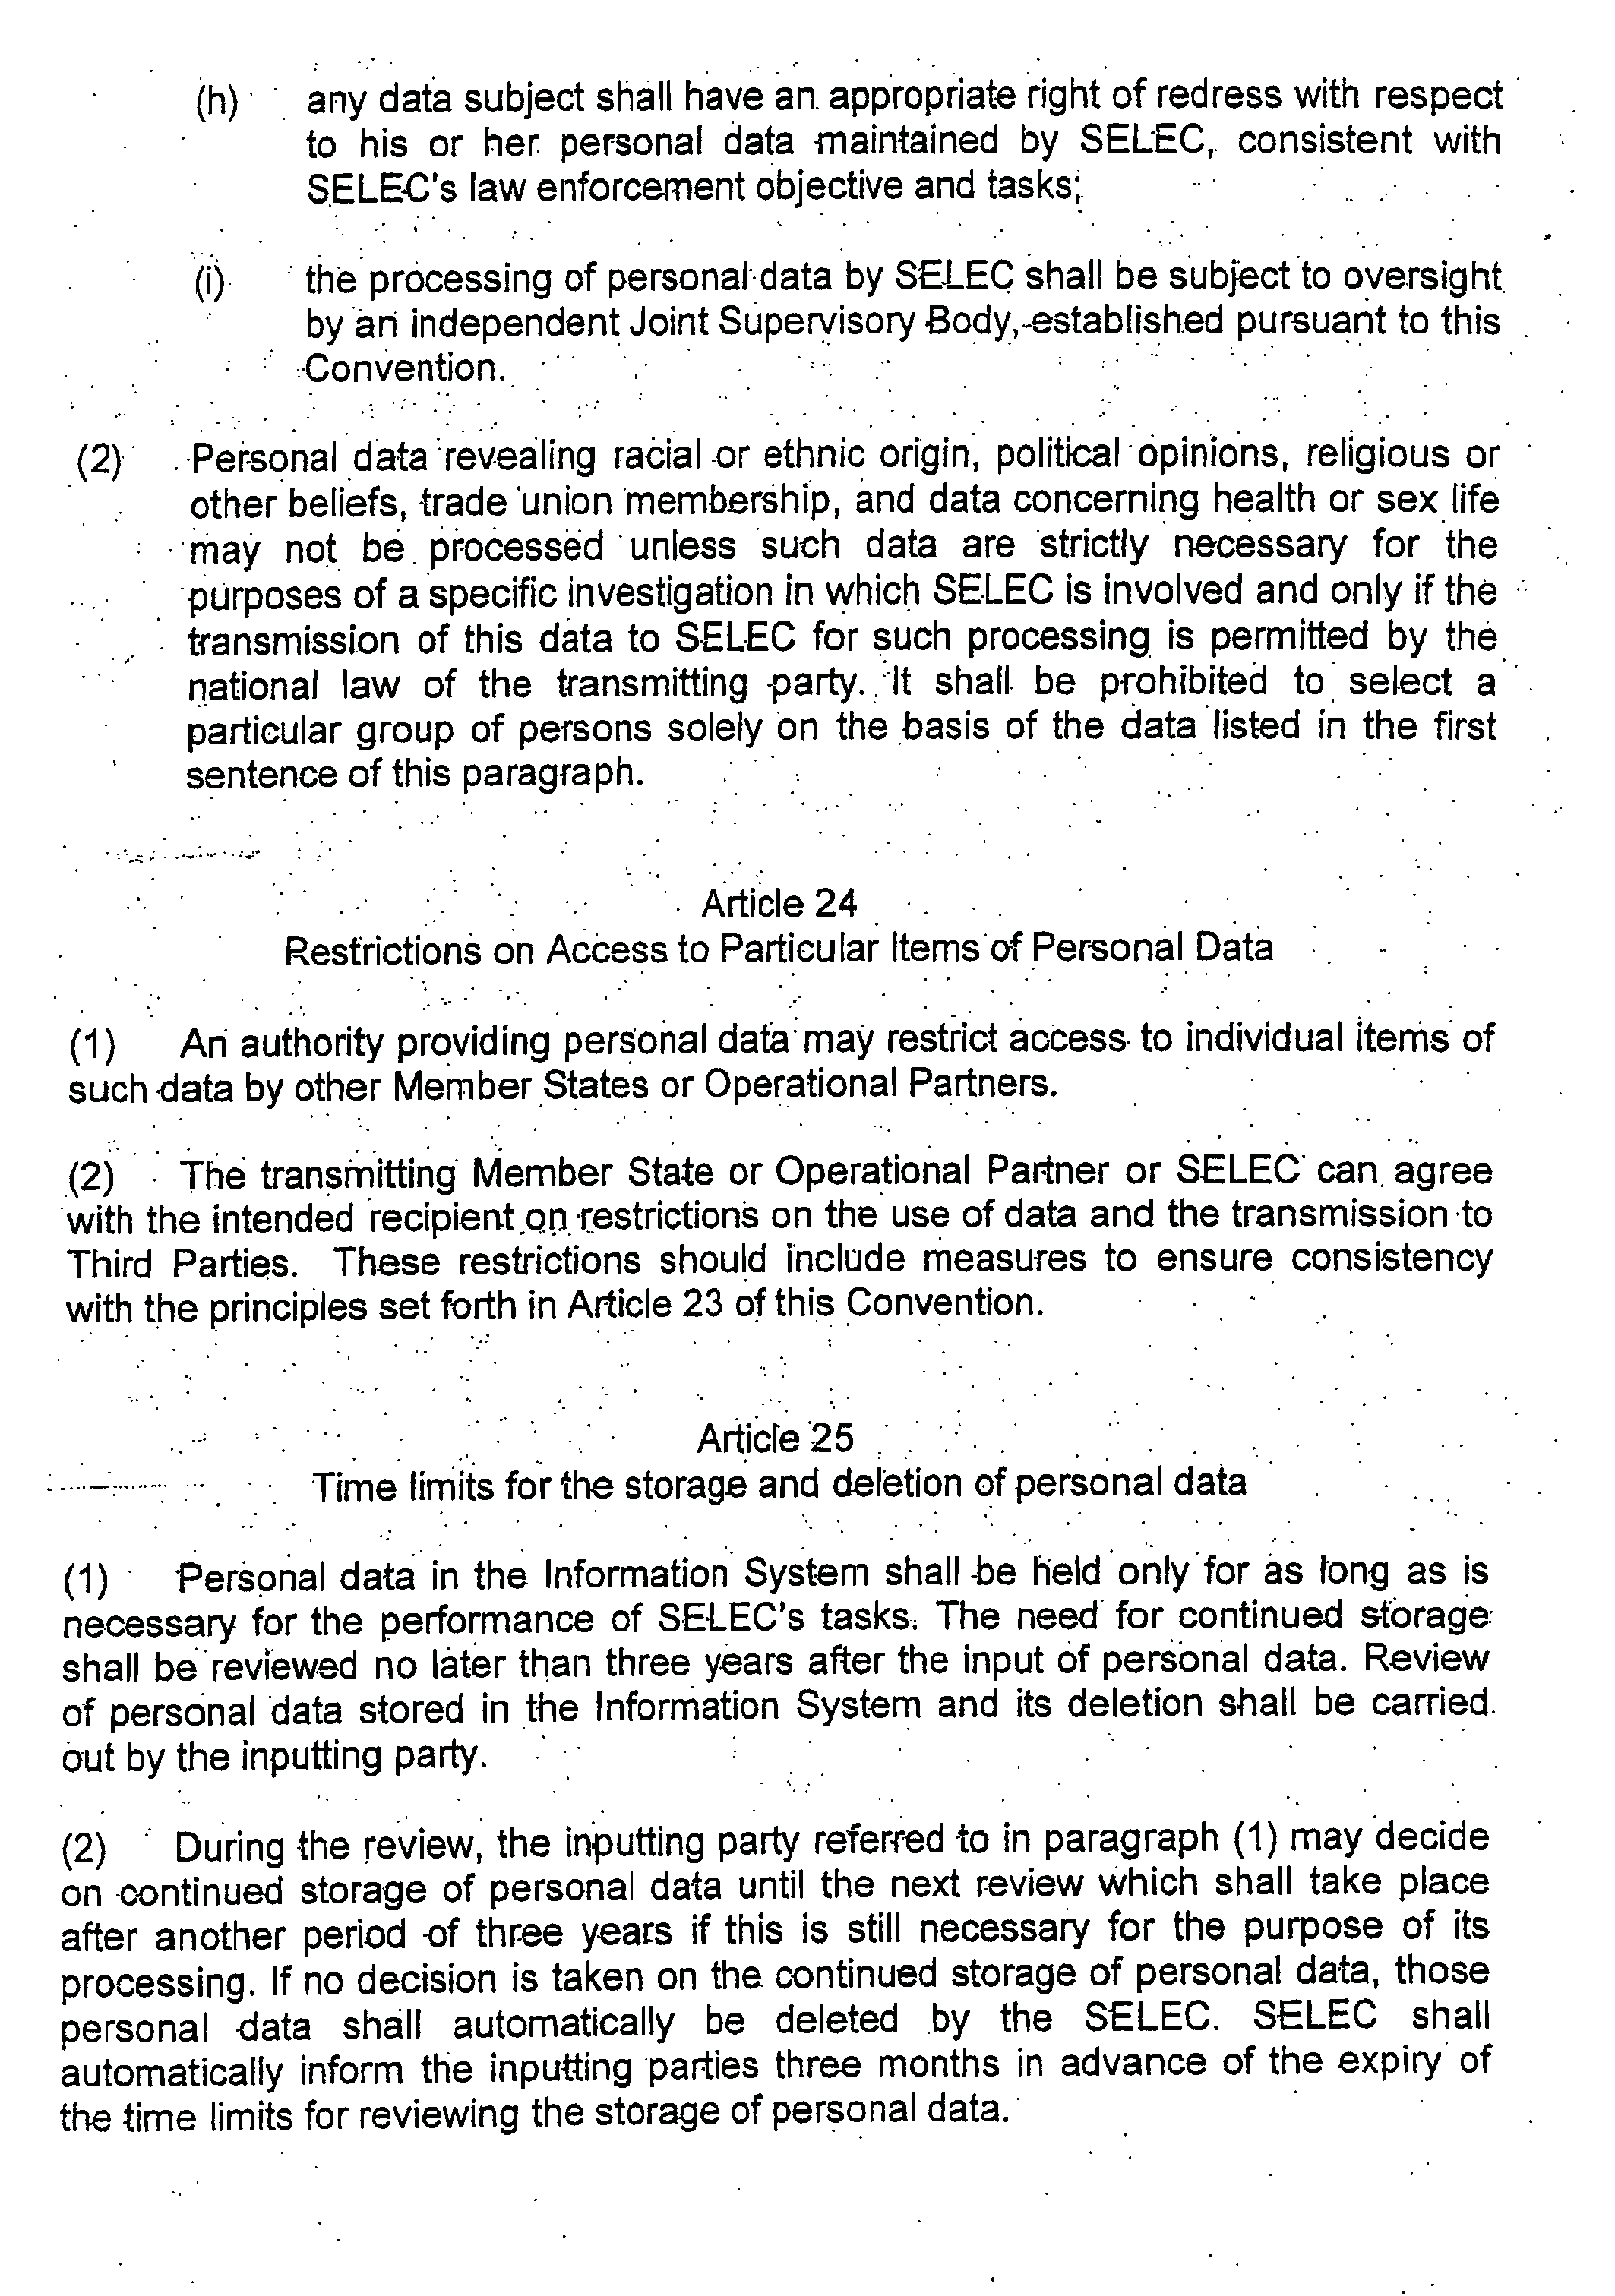 (h) any data subject shall have an appropriate right of redress with respect
to his or her personal data maintained by SELEC, consistent with
SELEC's law enforcement objective and tasks;
(i) the processing of personal data by SELEC shall be subject to oversight
by an independent Joint Supervisory Body, established pursuant to this
Convention.
(2) Personal data revealing racial or ethnic origin, political opinions, religious or
other beliefs, trade union membership, and data concerning health or sex life
may not be processed unless such data are strictly necessary for the
purposes of a specific investigation in which SELEC is involved and only if the
transmission of this data to SELEC for such processing is permitted by the
national law of the transmitting party. It shall be prohibited to select a
particular group of persons solely on the basis of the data listed in the first
sentence of this paragraph.
Article 24
Restrictions on Access to Particular Items of Personal Data
(1) An authority providing personal data may restrict access to individual items of
such data by other Member States or Operational Partners.
(2) The transmitting Member State or Operational Partner or SELEC can agree
with the intended recipient on restrictions on the use of data and the transmission to
Third Parties. These restrictions should include measures to ensure consistency
with the principles set forth in Article 23 of this Convention.
Article 25
Time limits for the storage and deletion of personal data
(1) Personal data in the Information System shall be held only for as long as is
necessary for the performance of SELEC's tasks. The need for continued storage
shall be reviewed no later than three years after the input of personal data. Review
of personal data stored in the Information System and its deletion shall be carried
out by the inputting party.
(2) During the review, the inputting party referred to in paragraph (1) may decide
on continued storage of personal data until the next review which shall take place
after another period of three years if this is still necessary for the purpose of its
processing. If no decision is taken on the continued storage of personal data, those
personal data shall automatically be deleted by the SELEC. SELEC shall
automatically inform the inputting parties three months in advance of the expiry of
the time limits for reviewing the storage of personal data.